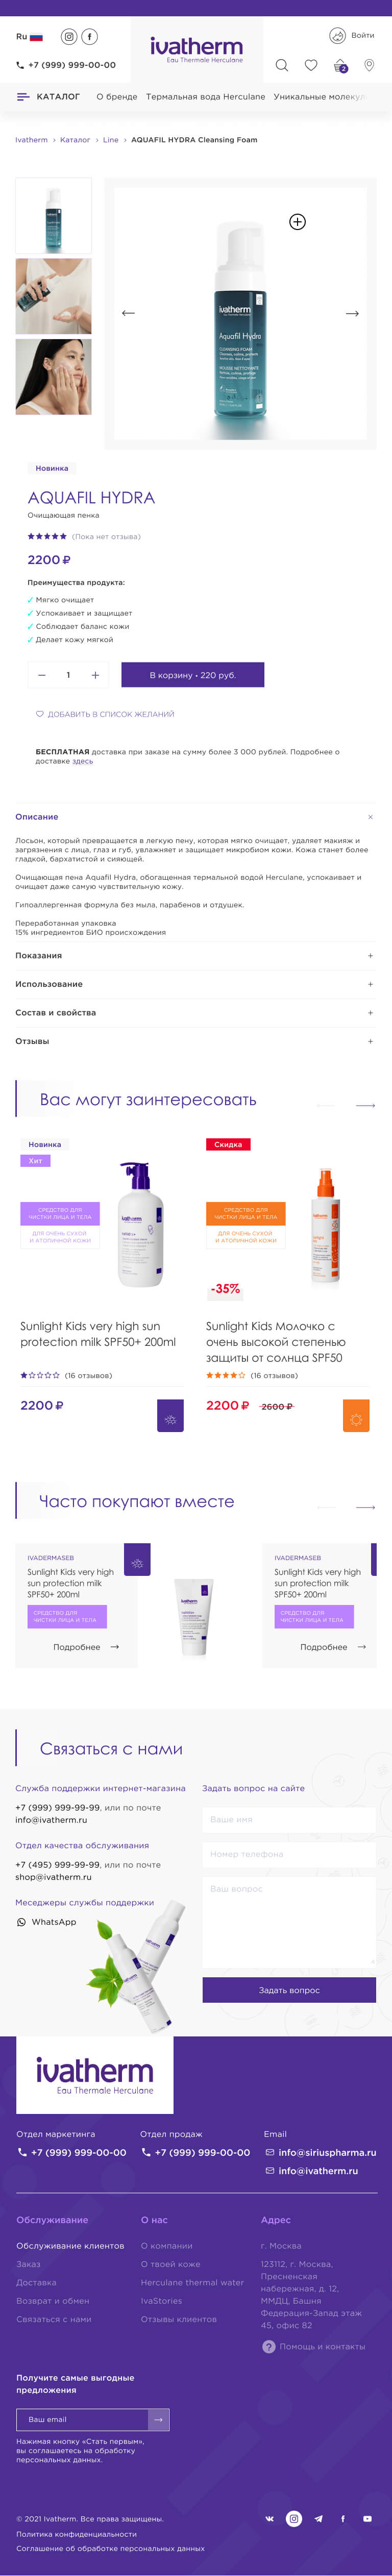 Ru
Войти
ivatherm
Eau Thermale Herculane
+7 (999) 999-00-00
2
КАТАЛОГ О бренде Термальная вода Herculane Уникальные молекул
Ivatherm > Каталог > Line > AQUAFIL HYDRA Cleansing Foam
ivatherm
Aquafil Hydra
CLEANSING FOAM
MOUSSE NETTOYANTE
Новинка
AQUAFIL HYDRA
Очищающая пенка
(Пока нет отзыва)
2200 ₽
Преимущества продукта:
Мягко очищает
Успокаивает и защищает
Соблюдает баланс кожи
Делает кожу мягкой
− 1 +
В корзину • 220 руб.
ДОБАВИТЬ В СПИСОК ЖЕЛАНИЙ
БЕСПЛАТНАЯ доставка при заказе на сумму более 3 000 рублей. Подробнее о
доставке здесь
Описание ×
Лосьон, который превращается в легкую пену, которая мягко очищает, удаляет макияж и
загрязнения с лица, глаз и губ, увлажняет и защищает микробиом кожи. Кожа станет более
гладкой, бархатистой и сияющей.
Очищающая пена Aquafil Hydra, обогащенная термальной водой Herculane, успокаивает и
очищает даже самую чувствительную кожу.
Гипоаллергенная формула без мыла, парабенов и отдушек.
Переработанная упаковка
15% ингредиентов БИО происхождения
Показания +
Использование +
Состав и свойства +
Отзывы +
Вас могут заинтересовать
Новинка
Хит
СРЕДСТВО ДЛЯ
ЧИСТКИ ЛИЦА И ТЕЛА
ДЛЯ ОЧЕНЬ СУХОЙ
И АТОПИЧНОЙ КОЖИ
ivatherm
Sunlight Kids very high sun
protection milk SPF50+ 200ml
(16 отзывов)
2200 ₽
Скидка
СРЕДСТВО ДЛЯ
ЧИСТКИ ЛИЦА И ТЕЛА
ДЛЯ ОЧЕНЬ СУХОЙ
И АТОПИЧНОЙ КОЖИ
ivatherm
-35%
Sunlight Kids Молочко с
очень высокой степенью
защиты от солнца SPF50
(16 отзывов)
2200 ₽ 2600 ₽
Часто покупают вместе
IVADERMASEB
Sunlight Kids very high
sun protection milk
SPF50+ 200ml
СРЕДСТВО ДЛЯ
ЧИСТКИ ЛИЦА И ТЕЛА
Подробнее
ivatherm
IVADERMASEB
Sunlight Kids very high
sun protection milk
SPF50+ 200ml
СРЕДСТВО ДЛЯ
ЧИСТКИ ЛИЦА И ТЕЛА
Подробнее
Связаться с нами
Служба поддержки интернет-магазина
+7 (999) 999-99-99, или по почте
info@ivatherm.ru
Отдел качества обслуживания
+7 (495) 999-99-99, или по почте
shop@ivatherm.ru
Меседжеры службы поддержки
WhatsApp
ivatherm
Задать вопрос на сайте
Ваше имя
Номер телефона
Ваш вопрос
Задать вопрос
ivatherm
Eau Thermale Herculane
Отдел маркетинга
+7 (999) 999-00-00
Отдел продаж
+7 (999) 999-00-00
Email
info@siriuspharma.ru
info@ivatherm.ru
Обслуживание
Обслуживание клиентов
Заказ
Доставка
Возврат и обмен
Связаться с нами
О нас
О компании
О твоей коже
Herculane thermal water
IvaStories
Отзывы клиентов
Адрес
г. Москва
123112, г. Москва,
Пресненская
набережная, д. 12,
ММДЦ, Башня
Федерация-Запад этаж
45, офис 82
? Помощь и контакты
Получите самые выгодные
предложения
Ваш email
Нажимая кнопку «Стать первым»,
вы соглашаетесь на обработку
персональных данных.
© 2021 Ivatherm. Все права защищены.
Политика конфиденциальности
Соглашение об обработке персональных данных